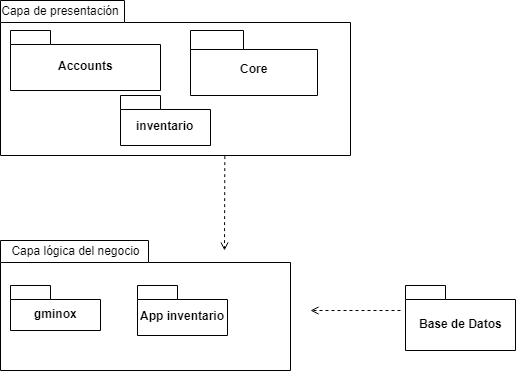 Capa de presentación
Accounts
Core
inventario
Capa lógica del negocio
gminox
App inventario
Base de Datos